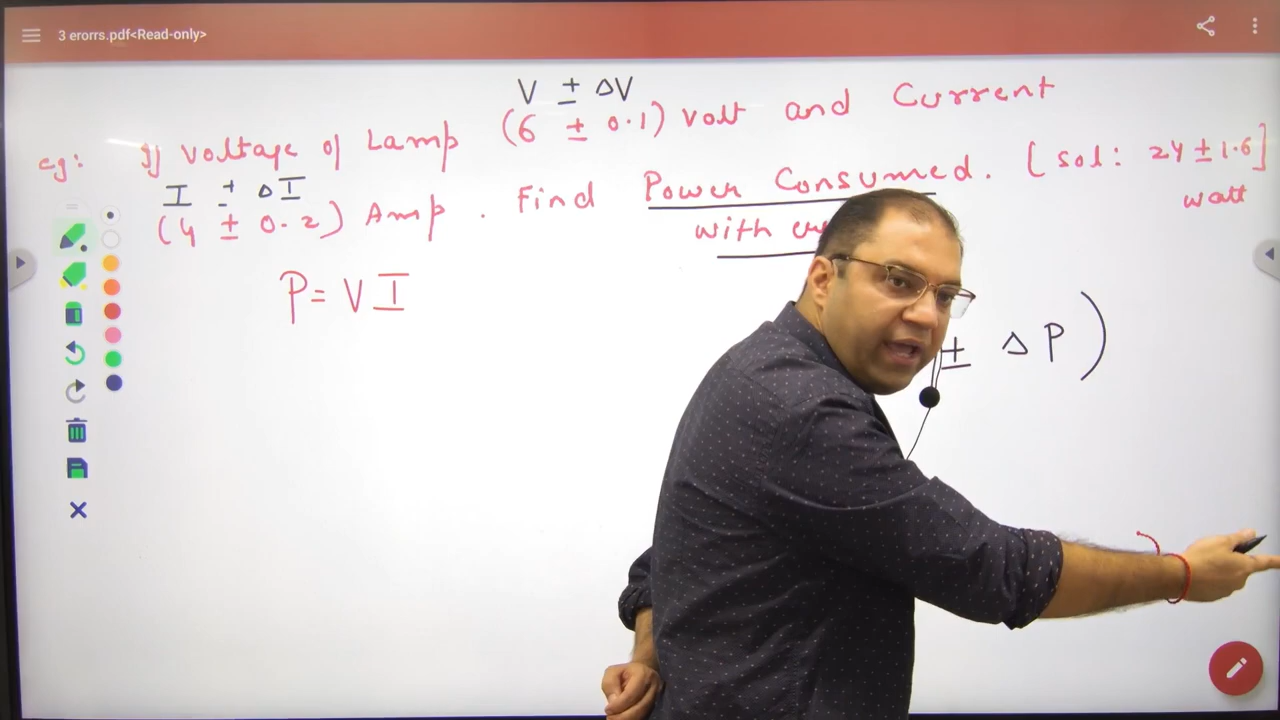 3 erorrs.pdf<Read-only>
V ± ΔV
eg: If voltage of Lamp (6 ± 0.1) volt and Current
I ± ΔI
(4 ± 0.2) Amp. Find Power Consumed. [sol: 24 ± 1.6]
watt
with
P = V I
± ΔP)